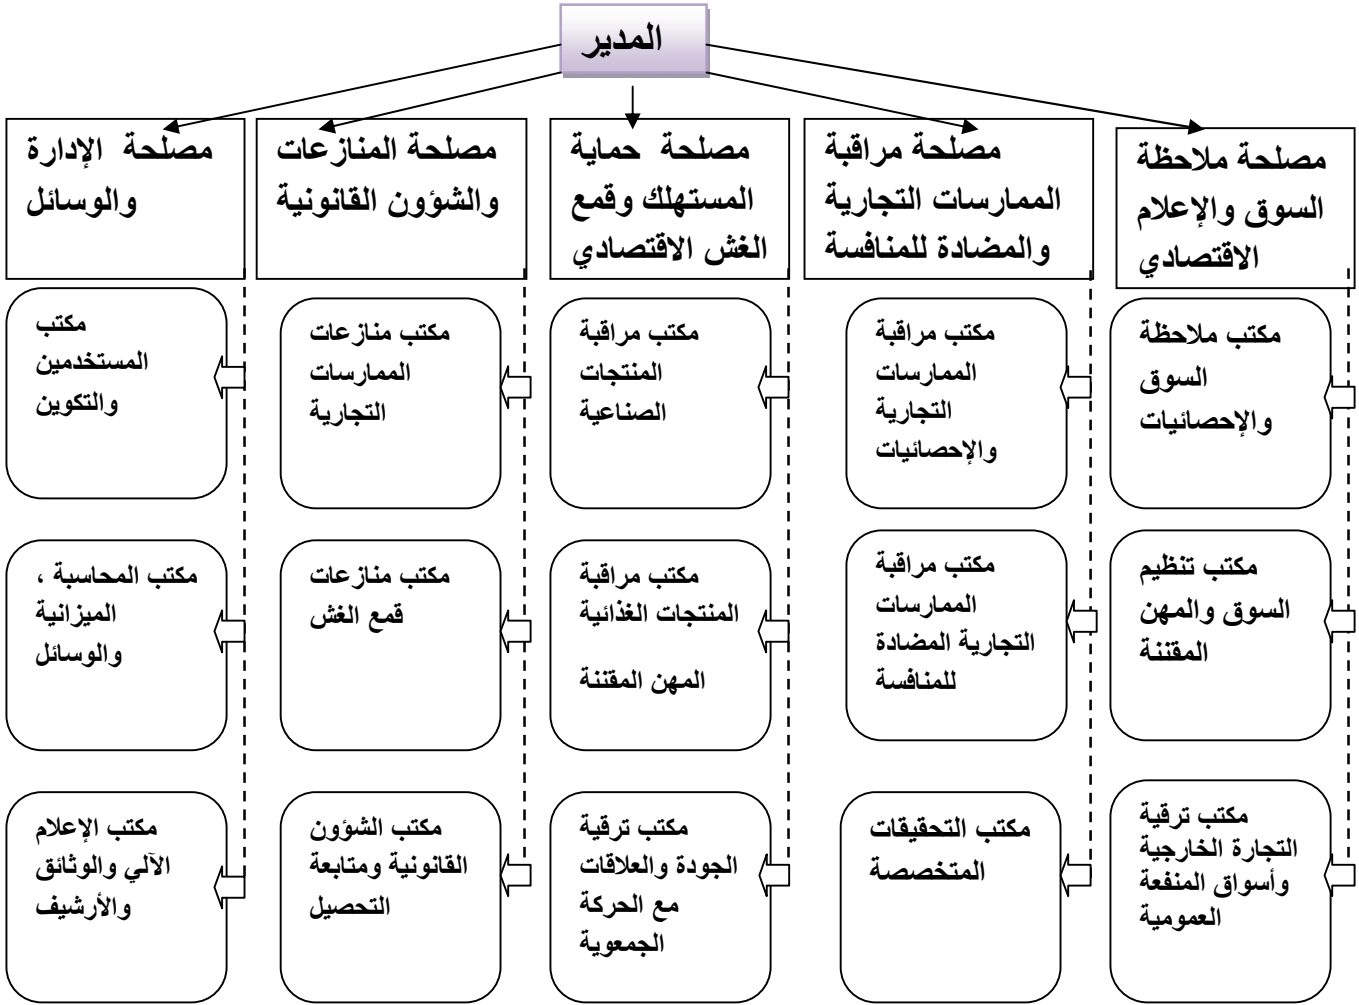 المدير
مصلحة ملاحظة
السوق والإعلام
الاقتصادي
مصلحة مراقبة
الممارسات التجارية
والمضادة للمنافسة
مصلحة حماية
المستهلك وقمع
الغش الاقتصادي
مصلحة المنازعات
والشؤون القانونية
مصلحة الإدارة
والوسائل
مكتب ملاحظة
السوق
والإحصائيات
مكتب مراقبة
الممارسات
التجارية
والإحصائيات
مكتب مراقبة
المنتجات
الصناعية
مكتب منازعات
الممارسات
التجارية
مكتب
المستخدمين
والتكوين
مكتب تنظيم
السوق والمهن
المقتنة
مكتب مراقبة
الممارسات
التجارية المضادة
للمنافسة
مكتب مراقبة
المنتجات الغذائية
المهن المقتنة
مكتب منازعات
قمع الغش
مكتب المحاسبة ،
الميزانية
والوسائل
مكتب ترقية
التجارة الخارجية
وأسواق المنفعة
العمومية
مكتب التحقيقات
المتخصصة
مكتب ترقية
الجودة والعلاقات
مع الحركة
الجمعوية
مكتب الشؤون
القانونية ومتابعة
التحصيل
مكتب الإعلام
الآلي والوثائق
والأرشيف